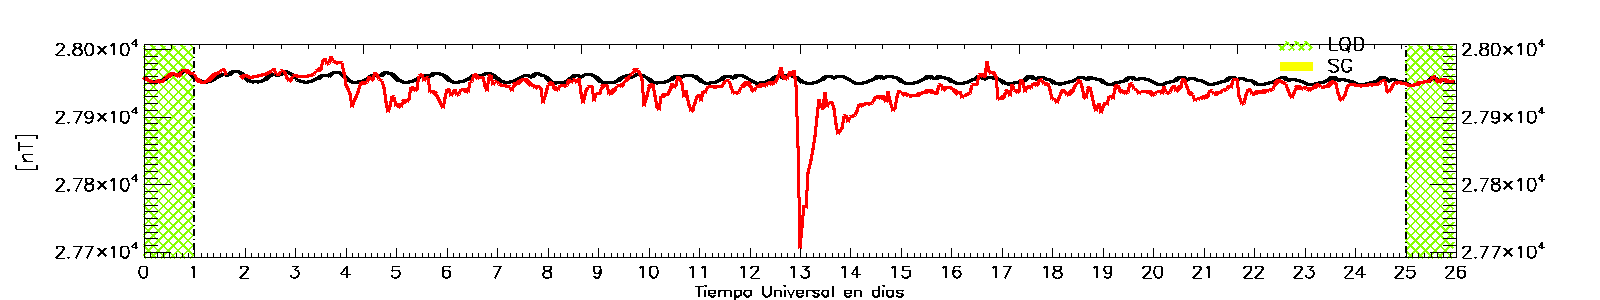 2.80×10⁴ LQD 2.80×10⁴
SG
2.79×10⁴ 2.79×10⁴
[nT]
2.78×10⁴ 2.78×10⁴
2.77×10⁴ 2.77×10⁴
0 1 2 3 4 5 6 7 8 9 10 11 12 13 14 15 16 17 18 19 20 21 22 23 24 25 26
Tiempo Universal en dias